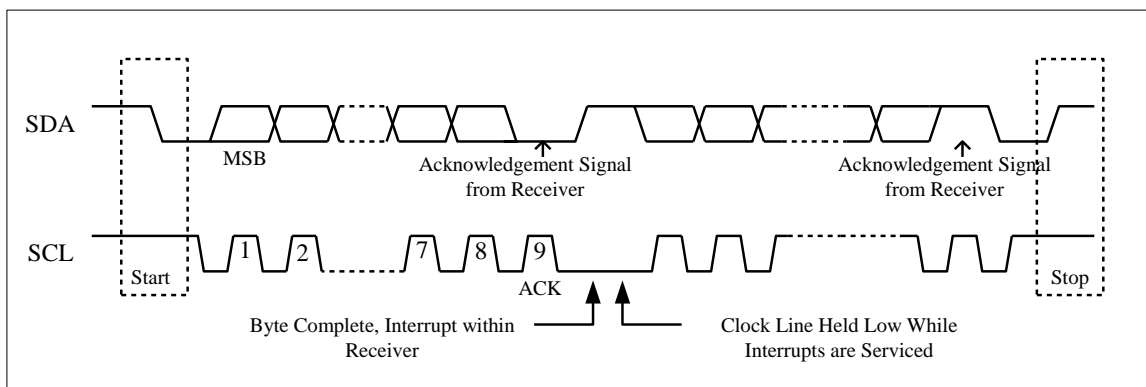 SDA
MSB
Acknowledgement Signal
from Receiver
Acknowledgement Signal
from Receiver
SCL
1
2
7
8
9
Start
ACK
Stop
Byte Complete, Interrupt within
Receiver
Clock Line Held Low While
Interrupts are Serviced